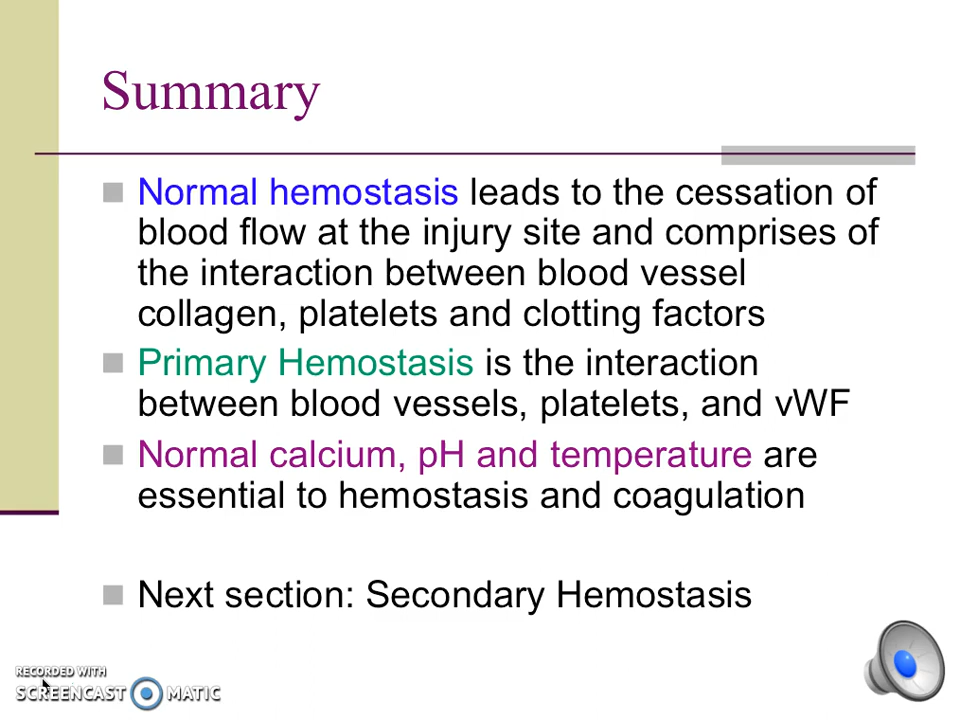 Summary
Normal hemostasis leads to the cessation of
blood flow at the injury site and comprises of
the interaction between blood vessel
collagen, platelets and clotting factors
Primary Hemostasis is the interaction
between blood vessels, platelets, and vWF
Normal calcium, pH and temperature are
essential to hemostasis and coagulation
Next section: Secondary Hemostasis
RECORDED WITH
SCREENCAST MATIC